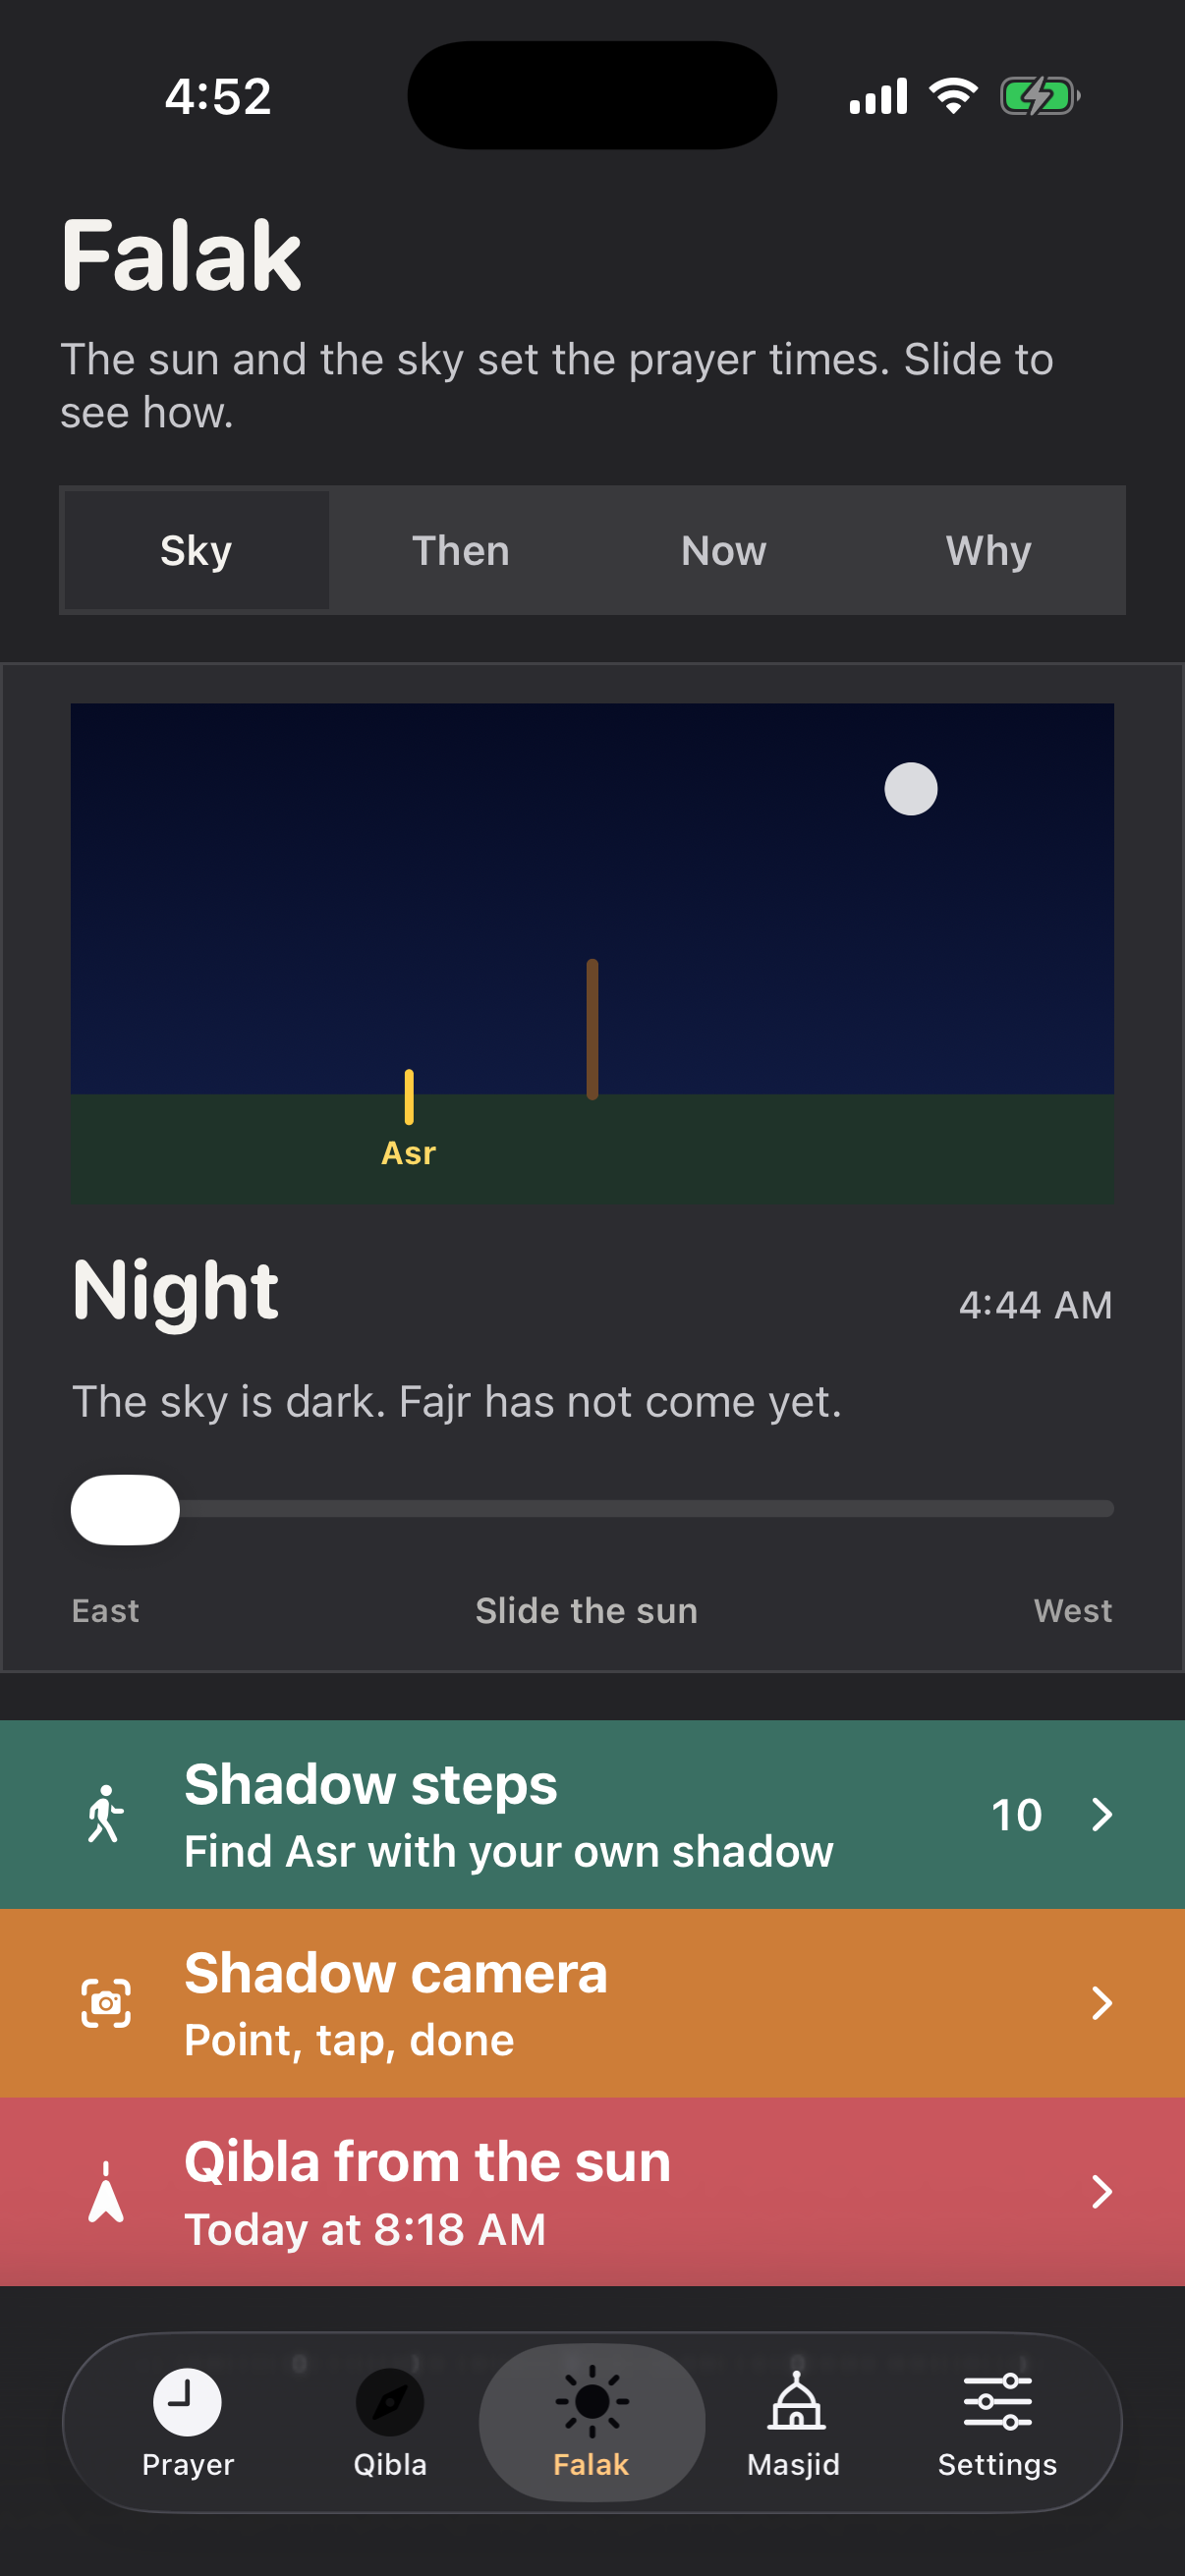 4:52
Falak
The sun and the sky set the prayer times. Slide to
see how.
Sky
Then
Now
Why
Asr
Night
4:44 AM
The sky is dark. Fajr has not come yet.
East
Slide the sun
West
Shadow steps
Find Asr with your own shadow
10
Shadow camera
Point, tap, done
Qibla from the sun
Today at 8:18 AM
Prayer
Qibla
Falak
Masjid
Settings